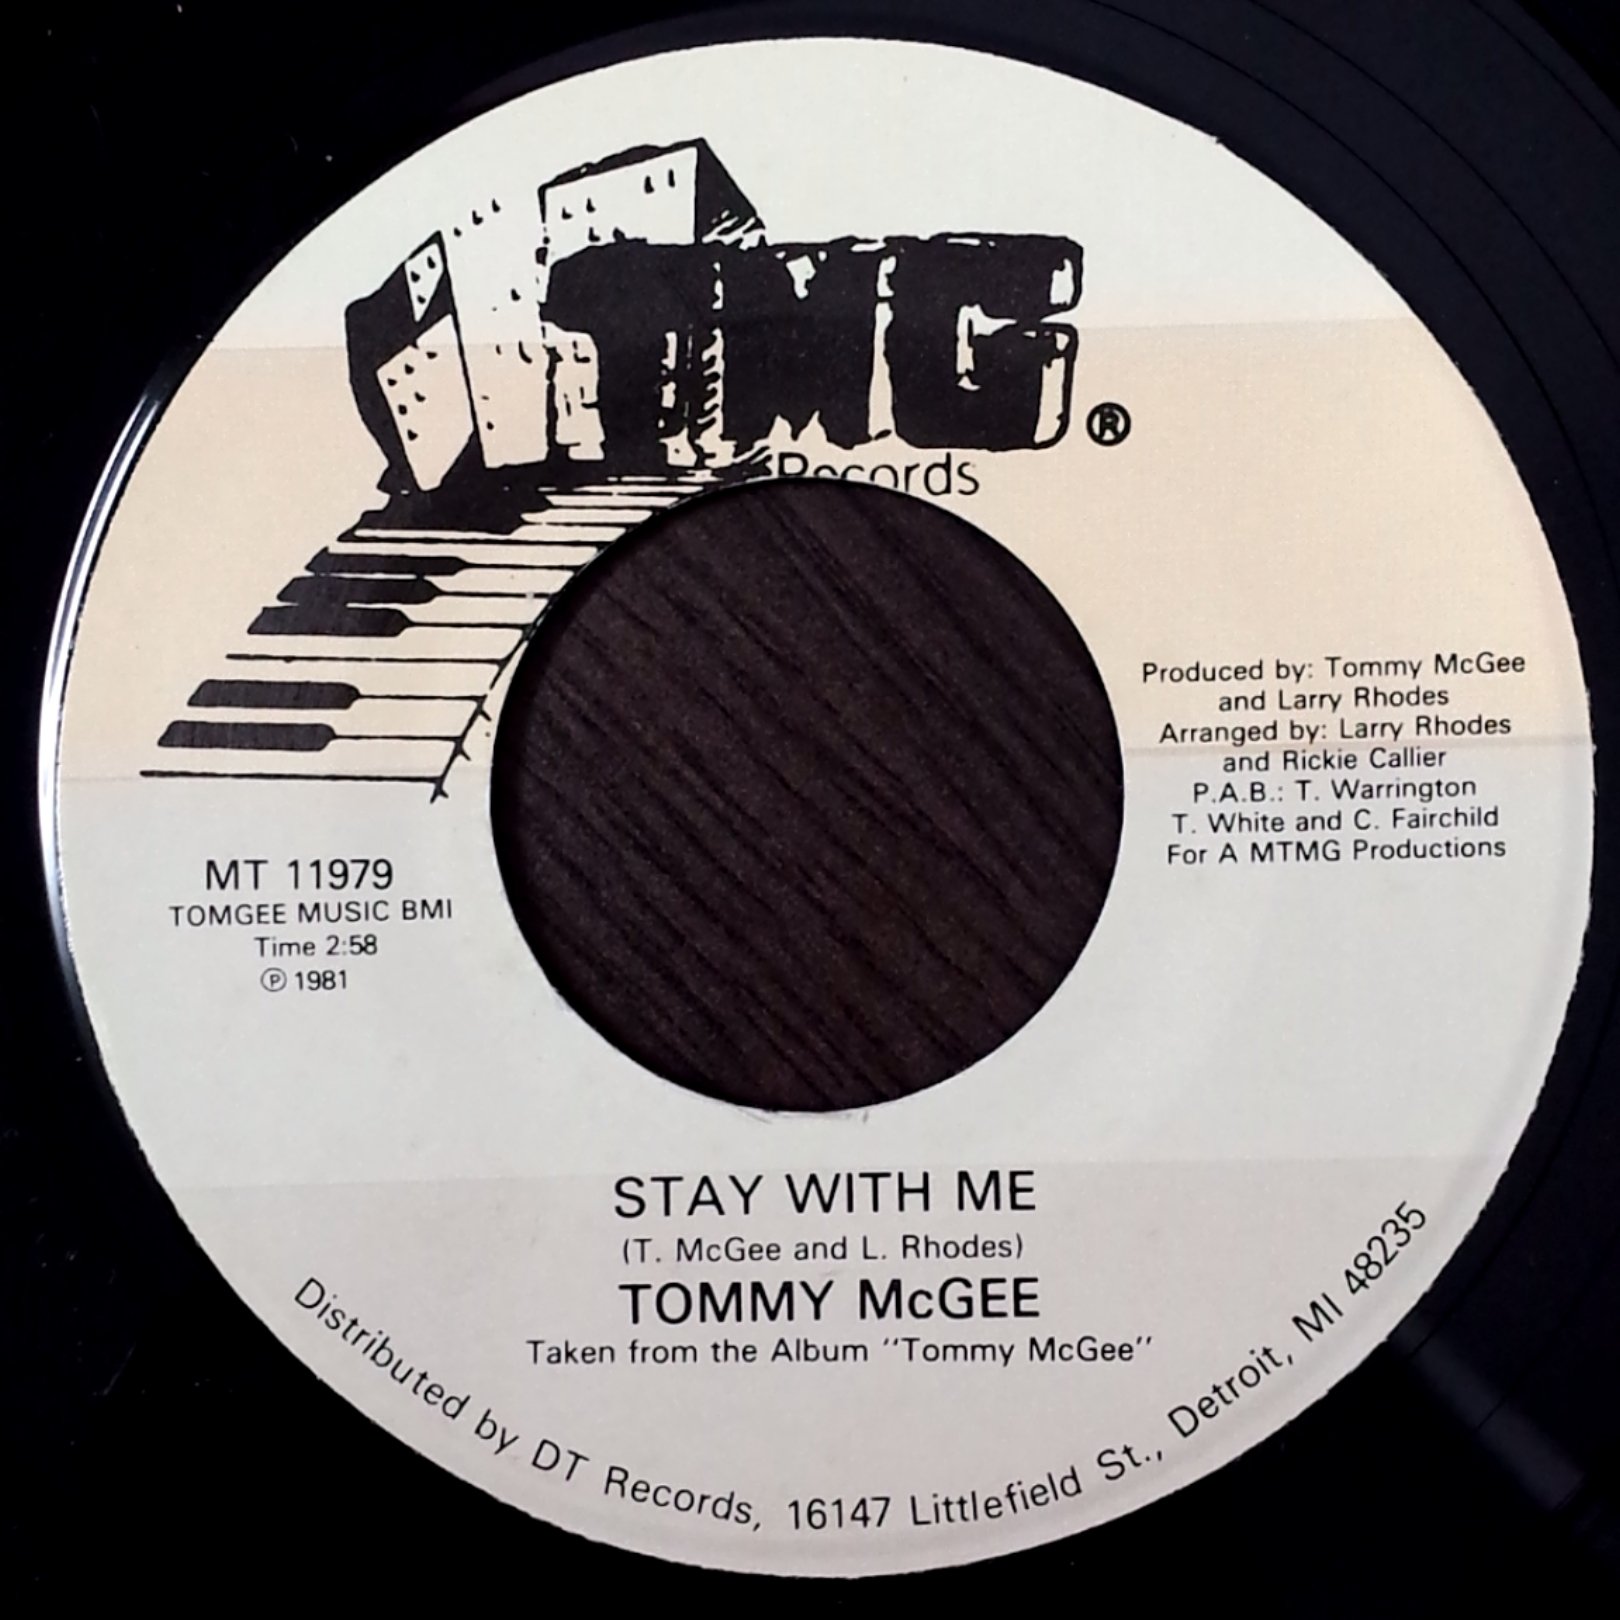 TMG ®
Records
Produced by: Tommy McGee
and Larry Rhodes
Arranged by: Larry Rhodes
and Rickie Callier
P.A.B.: T. Warrington
T. White and C. Fairchild
For A MTMG Productions
MT 11979
TOMGEE MUSIC BMI
Time 2:58
℗ 1981
STAY WITH ME
(T. McGee and L. Rhodes)
TOMMY McGEE
Taken from the Album "Tommy McGee"
Distributed by DT Records, 16147 Littlefield St., Detroit, MI 48235